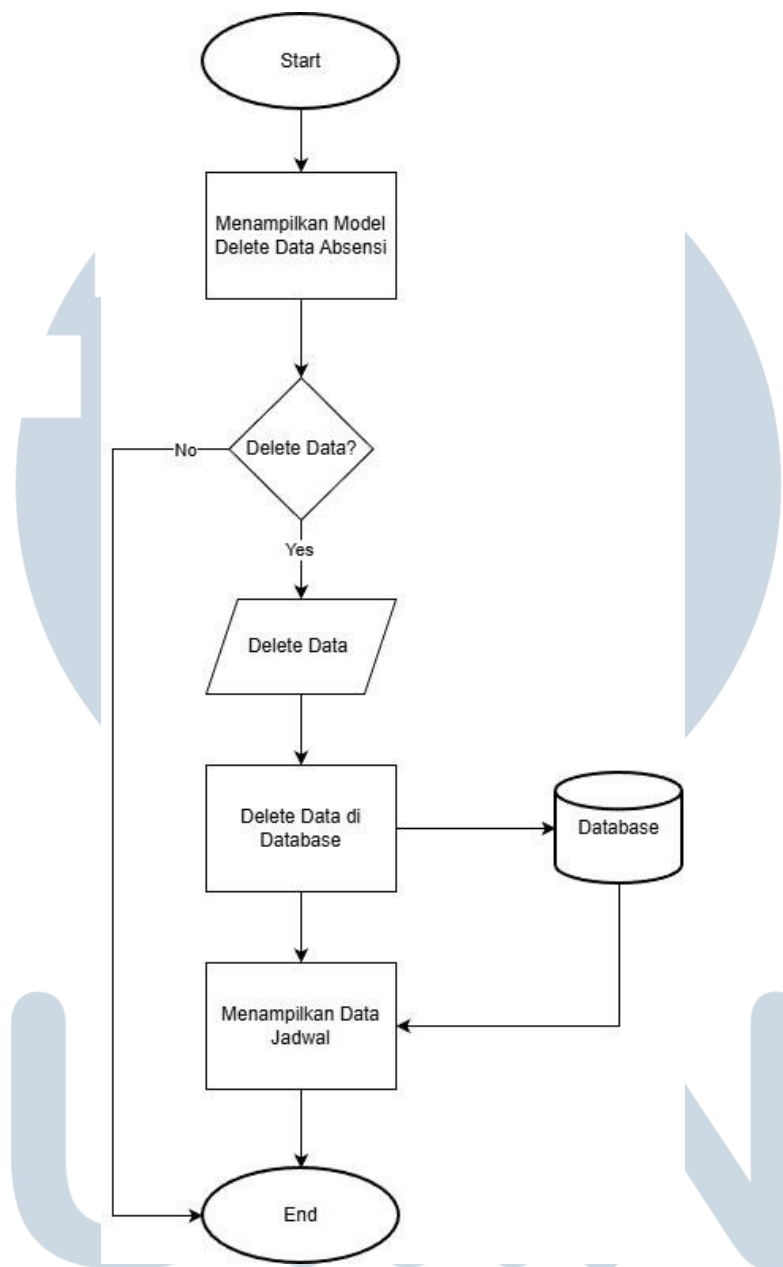 Start
Menampilkan Model
Delete Data Absensi
Delete Data?
No
Yes
Delete Data
Delete Data di
Database
Database
Menampilkan Data
Jadwal
End